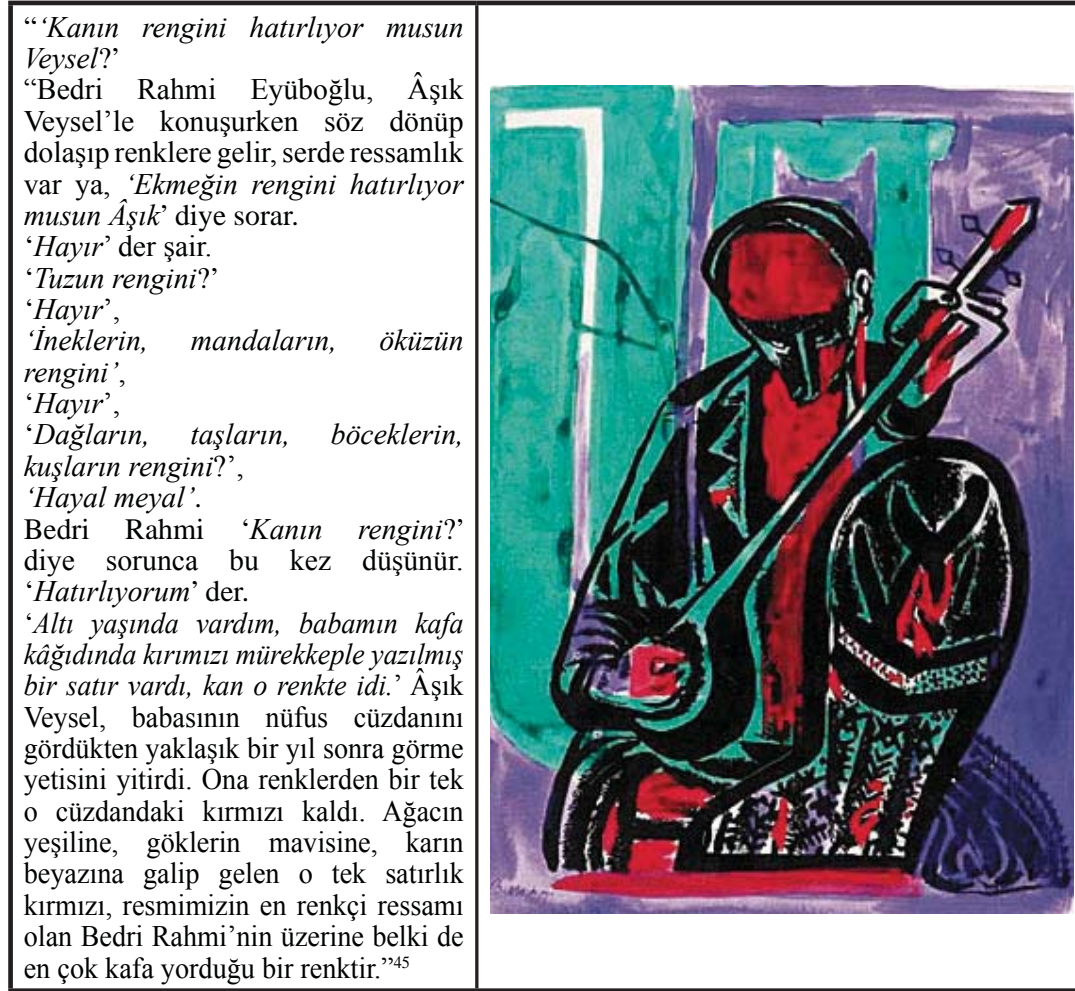 “‘Kanın rengini hatırlıyor musun
Veysel?’
“Bedri Rahmi Eyüboğlu, Âşık
Veysel’le konuşurken söz dönüp
dolaşıp renklere gelir, serde ressamlık
var ya, ‘Ekmeğin rengini hatırlıyor
musun Âşık’ diye sorar.
‘Hayır’ der şair.
‘Tuzun rengini?’
‘Hayır’,
‘İneklerin, mandaların, öküzün
rengini’,
‘Hayır’,
‘Dağların, taşların, böceklerin,
kuşların rengini?’,
‘Hayal meyal’.
Bedri Rahmi ‘Kanın rengini?’
diye sorunca bu kez düşünür.
‘Hatırlıyorum’ der.
‘Altı yaşında vardım, babamın kafa
kâğıdında kırımızı mürekkeple yazılmış
bir satır vardı, kan o renkte idi.’ Âşık
Veysel, babasının nüfus cüzdanını
gördükten yaklaşık bir yıl sonra görme
yetisini yitirdi. Ona renklerden bir tek
o cüzdandaki kırmızı kaldı. Ağacın
yeşiline, göklerin mavisine, karın
beyazına galip gelen o tek satırlık
kırmızı, resmimizin en renkçi ressamı
olan Bedri Rahmi’nin üzerine belki de
en çok kafa yorduğu bir renktir.”45